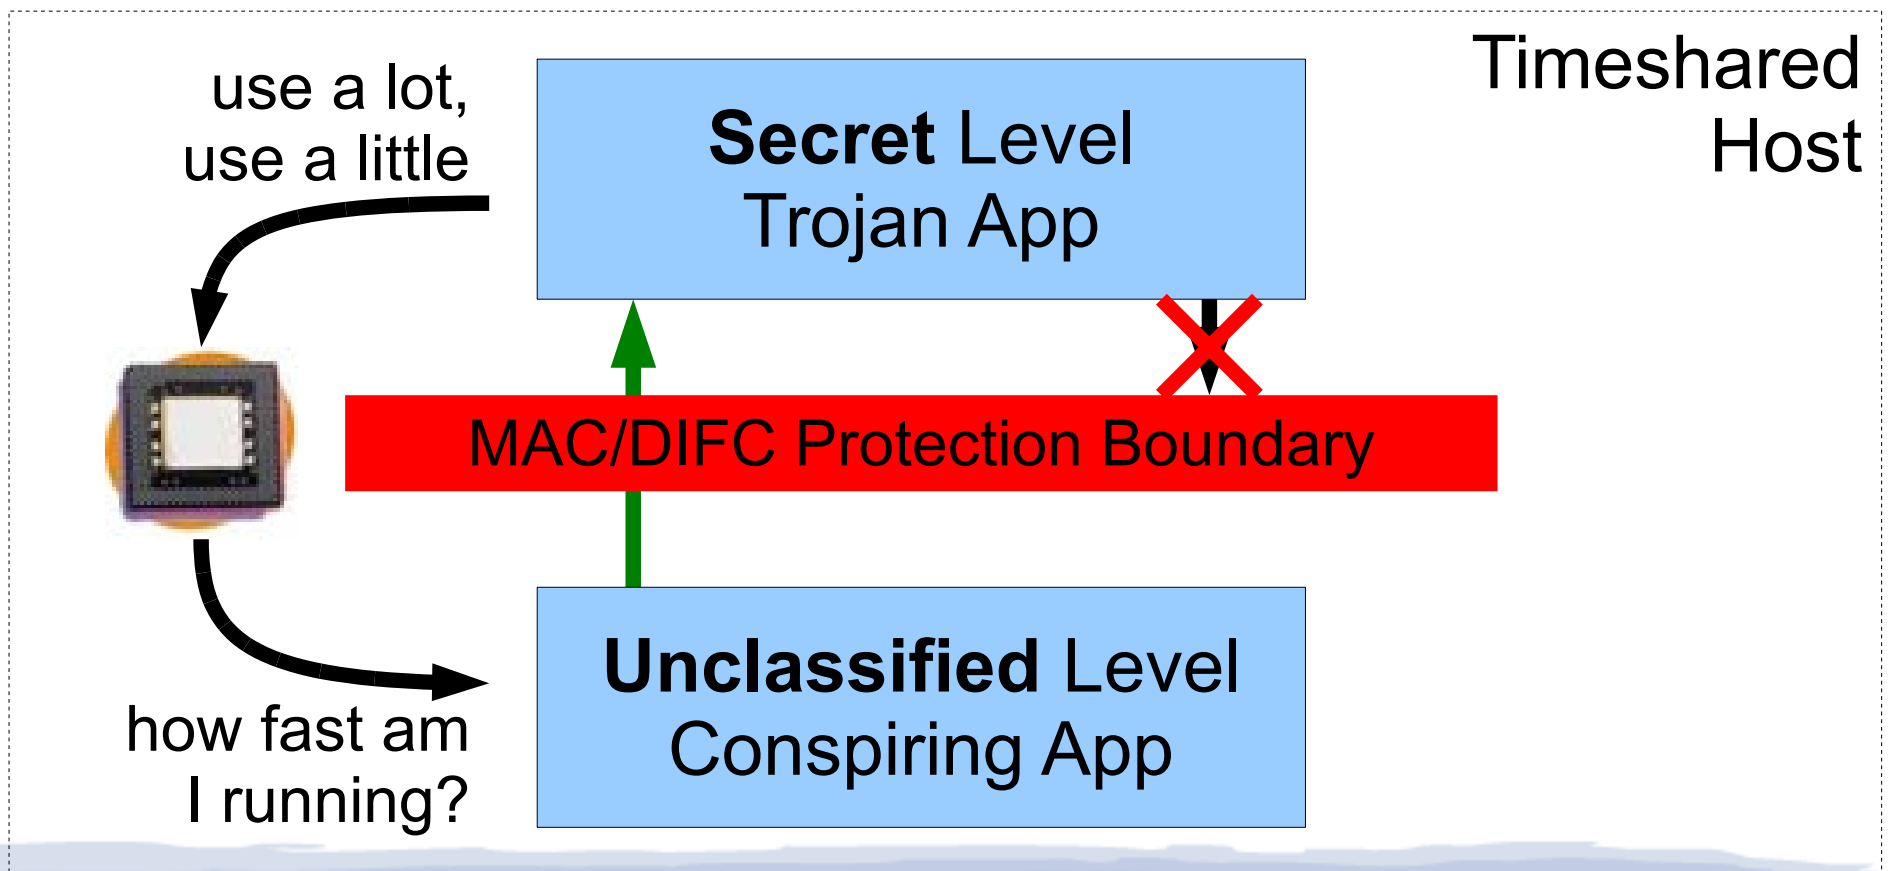 Timeshared
Host
use a lot,
use a little
Secret Level
Trojan App
MAC/DIFC Protection Boundary
Unclassified Level
Conspiring App
how fast am
I running?